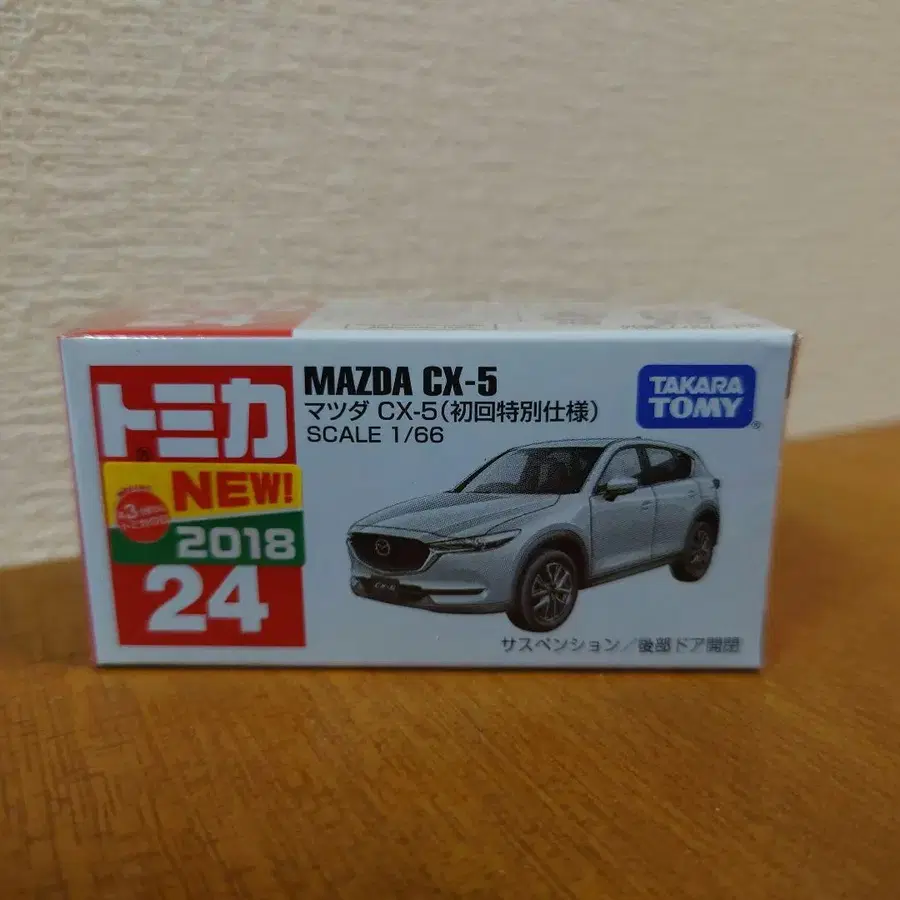 MAZDA CX-5
マツダ CX-5(初回特別仕様)
SCALE 1/66
TAKARA
TOMY
®
トミカ
®
NEW!
2018
24
CX-5
サスペンション/後部ドア開閉